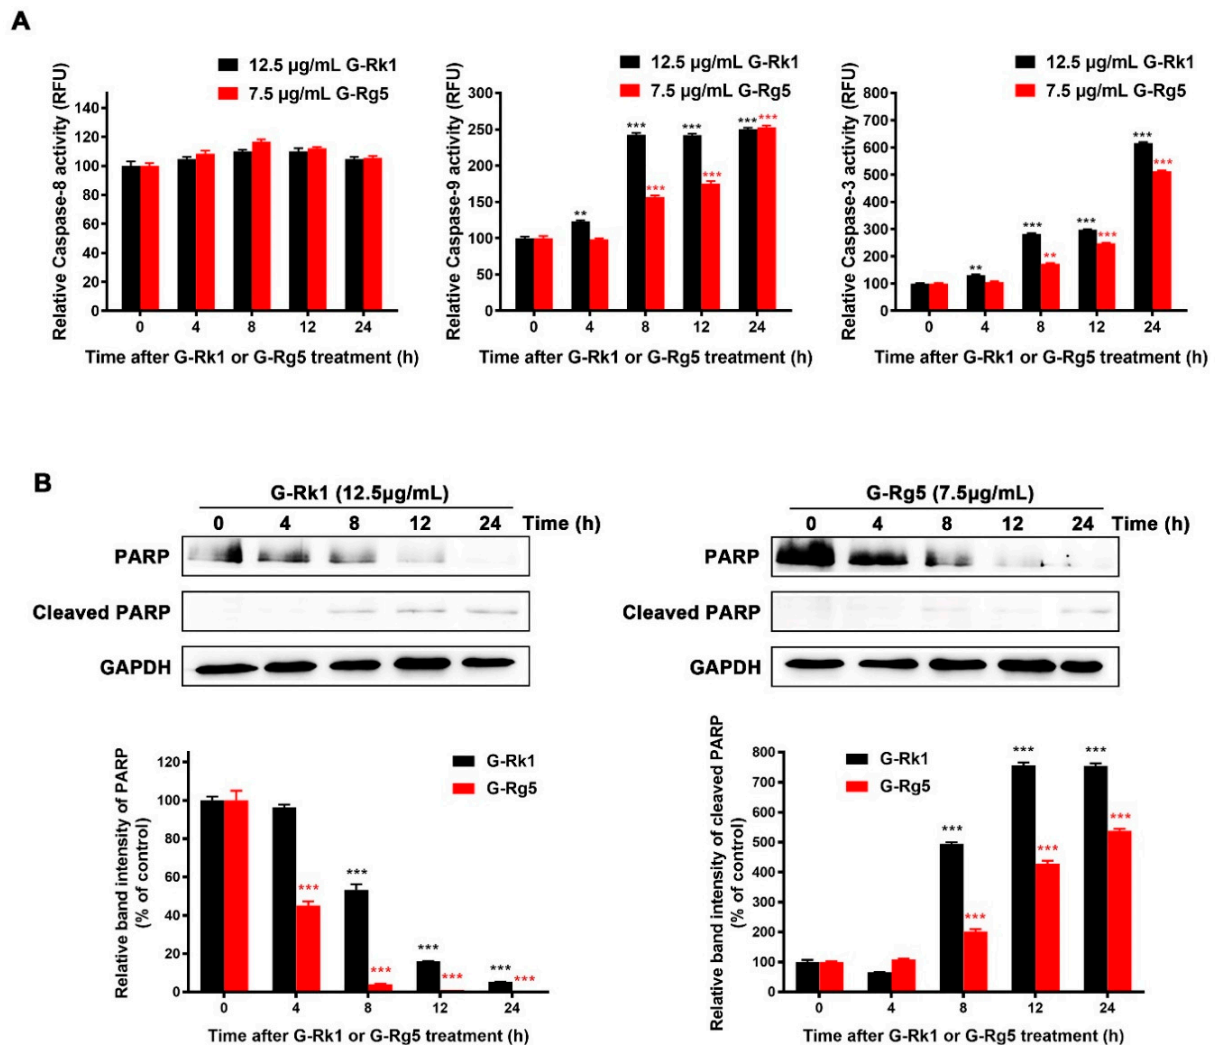 A
12.5 µg/mL G-Rk1
7.5 µg/mL G-Rg5
Relative Caspase-8 activity (RFU)
140
120
100
80
60
40
20
0
0 4 8 12 24
Time after G-Rk1 or G-Rg5 treatment (h)
12.5 µg/mL G-Rk1
7.5 µg/mL G-Rg5
Relative Caspase-9 activity (RFU)
300
250
200
150
100
50
0
** *** *** *** *** *** ***
0 4 8 12 24
Time after G-Rk1 or G-Rg5 treatment (h)
12.5 µg/mL G-Rk1
7.5 µg/mL G-Rg5
Relative Caspase-3 activity (RFU)
800
700
600
500
400
300
200
100
0
** *** ** *** *** *** ***
0 4 8 12 24
Time after G-Rk1 or G-Rg5 treatment (h)
B
G-Rk1 (12.5µg/mL)
0 4 8 12 24 Time (h)
PARP
Cleaved PARP
GAPDH
G-Rg5 (7.5µg/mL)
0 4 8 12 24 Time (h)
PARP
Cleaved PARP
GAPDH
G-Rk1
G-Rg5
Relative band intensity of PARP
(% of control)
120
100
80
60
40
20
0
*** *** *** *** *** *** ***
0 4 8 12 24
Time after G-Rk1 or G-Rg5 treatment (h)
G-Rk1
G-Rg5
Relative band intensity of cleaved PARP
(% of control)
800
700
600
500
400
300
200
100
0
*** *** *** *** *** ***
0 4 8 12 24
Time after G-Rk1 or G-Rg5 treatment (h)